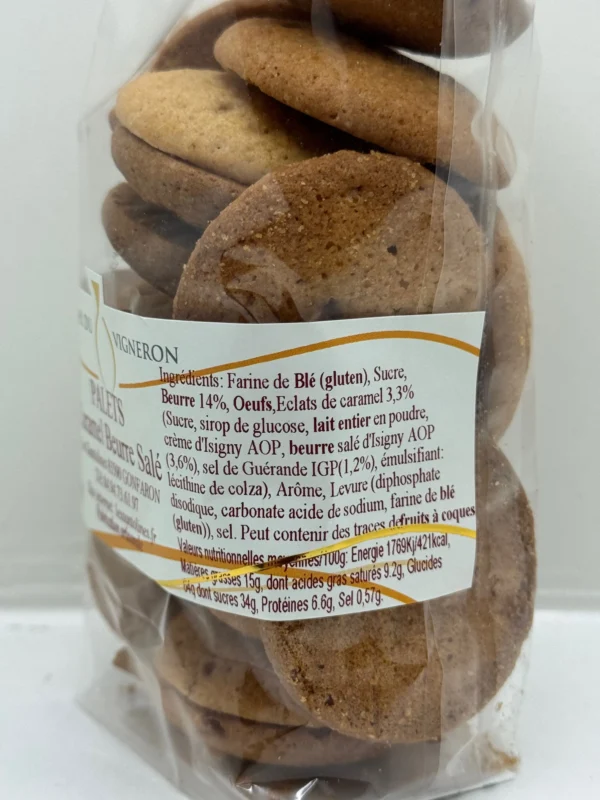 VIGNERON
PALETS
Caramel Beurre Salé
GONFARON
Ingrédients: Farine de Blé (gluten), Sucre,
Beurre 14%, Oeufs,Eclats de caramel 3,3%
(Sucre, sirop de glucose, lait entier en poudre,
crème d'Isigny AOP, beurre salé d'Isigny AOP
(3,6%), sel de Guérande IGP(1,2%), émulsifiant:
lécithine de colza), Arôme, Levure (diphosphate
disodique, carbonate acide de sodium, farine de blé
(gluten)), sel. Peut contenir des traces defruits à coques
Valeurs nutritionnelles moyennes/100g: Energie 1769Kj/421kcal,
Matières grasses 15g, dont acides gras saturés 9.2g, Glucides
64g dont sucres 34g, Protéines 6.6g, Sel 0,57g.